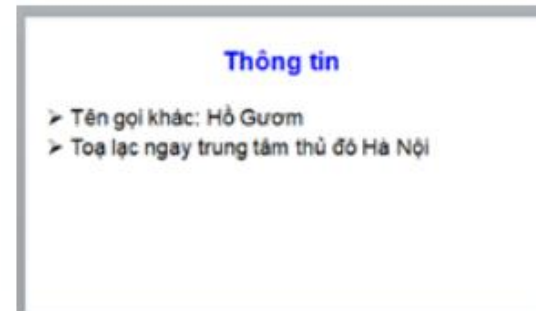 Thông tin
➢ Tên gọi khác: Hồ Gươm
➢ Toạ lạc ngay trung tâm thủ đô Hà Nội